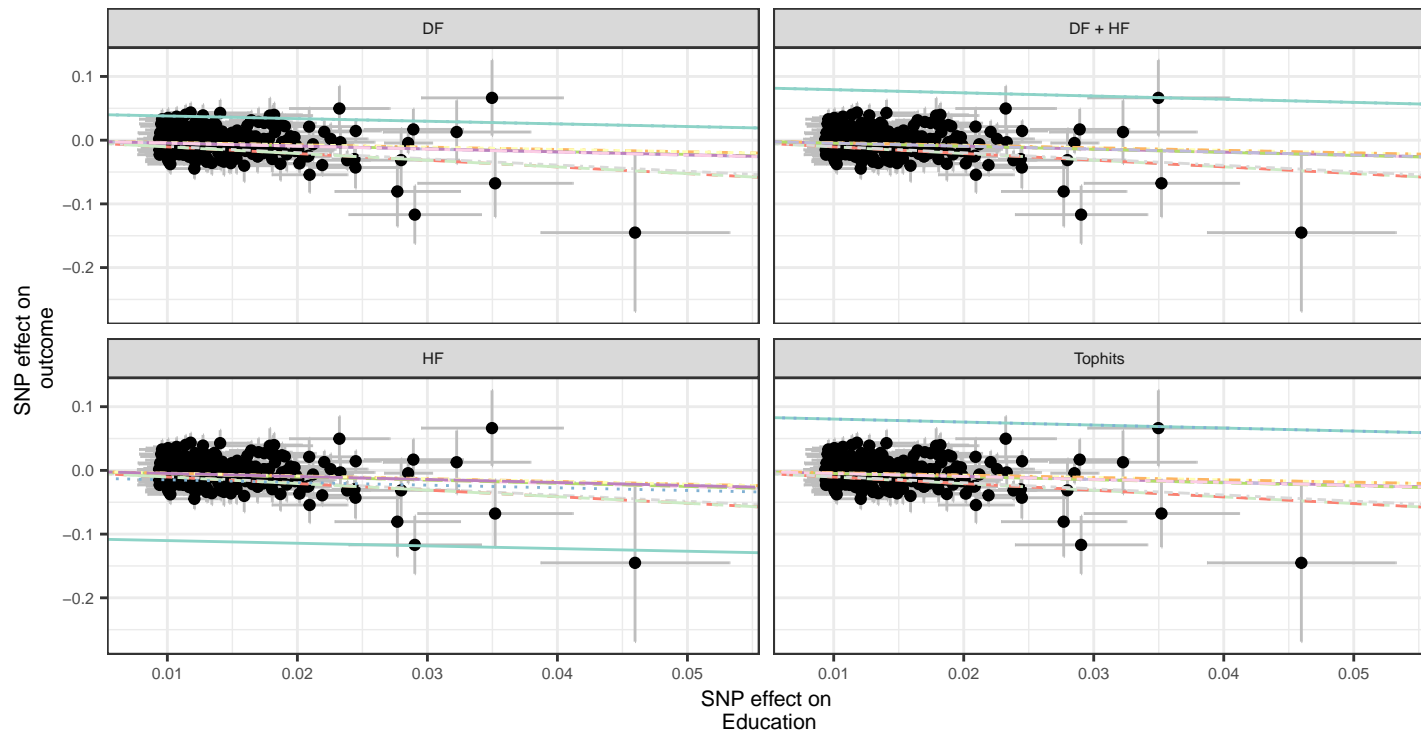 DF
DF + HF
0.1
0.0
−0.1
−0.2
HF
Tophits
0.1
0.0
−0.1
−0.2
SNP effect on
outcome
0.01 0.02 0.03 0.04 0.05
0.01 0.02 0.03 0.04 0.05
SNP effect on
Education